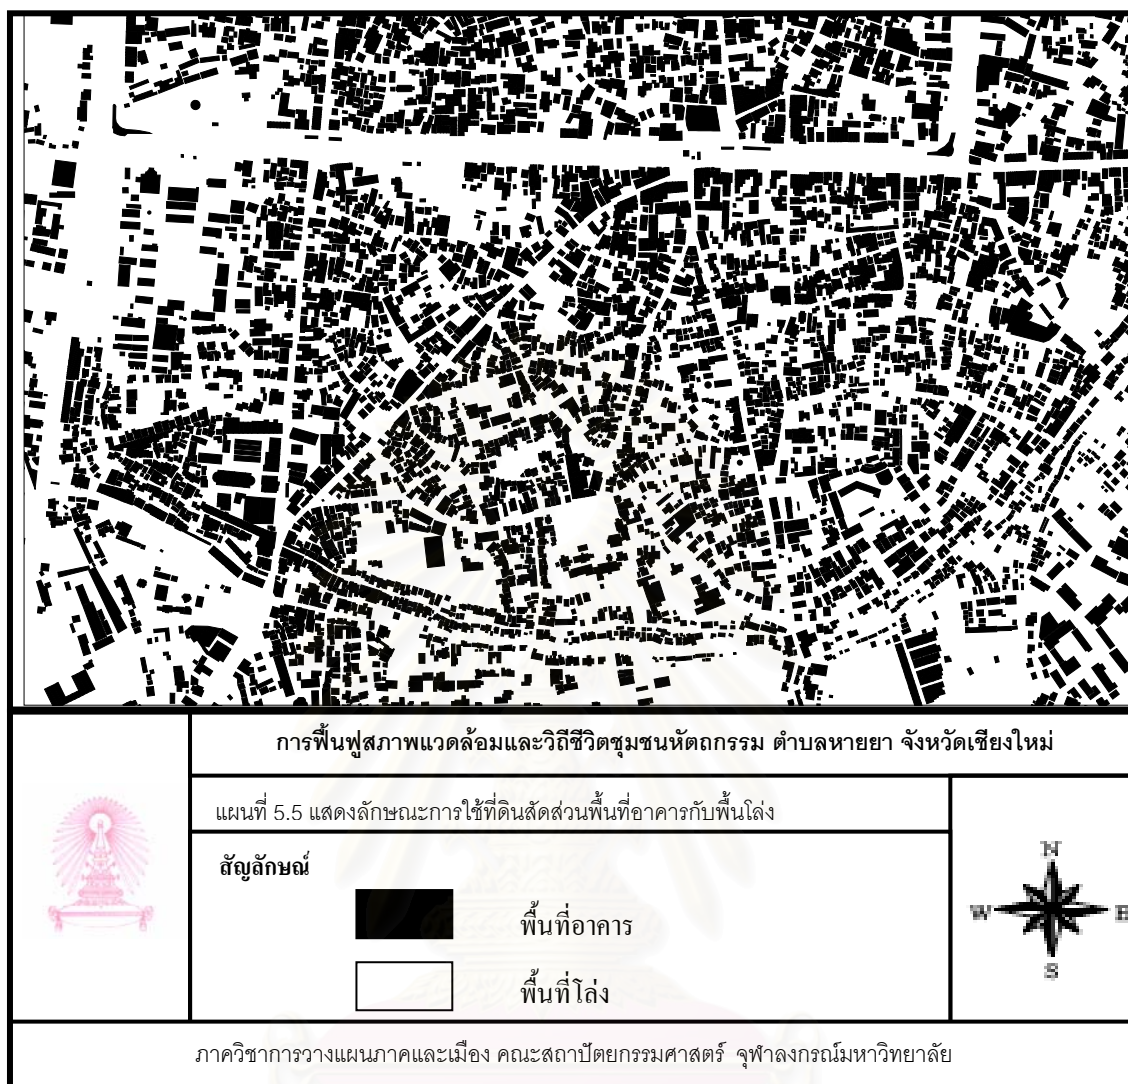 การฟื้นฟูสภาพแวดล้อมและวิถีชีวิตชุมชนหัตถกรรม ตำบลหายยา จังหวัดเชียงใหม่
แผนที่ 5.5 แสดงลักษณะการใช้ที่ดินสัดส่วนพื้นที่อาคารกับพื้นโล่ง
สัญลักษณ์
พื้นที่อาคาร
พื้นที่โล่ง
N
W
E
S
ภาควิชาการวางแผนภาคและเมือง คณะสถาปัตยกรรมศาสตร์ จุฬาลงกรณ์มหาวิทยาลัย